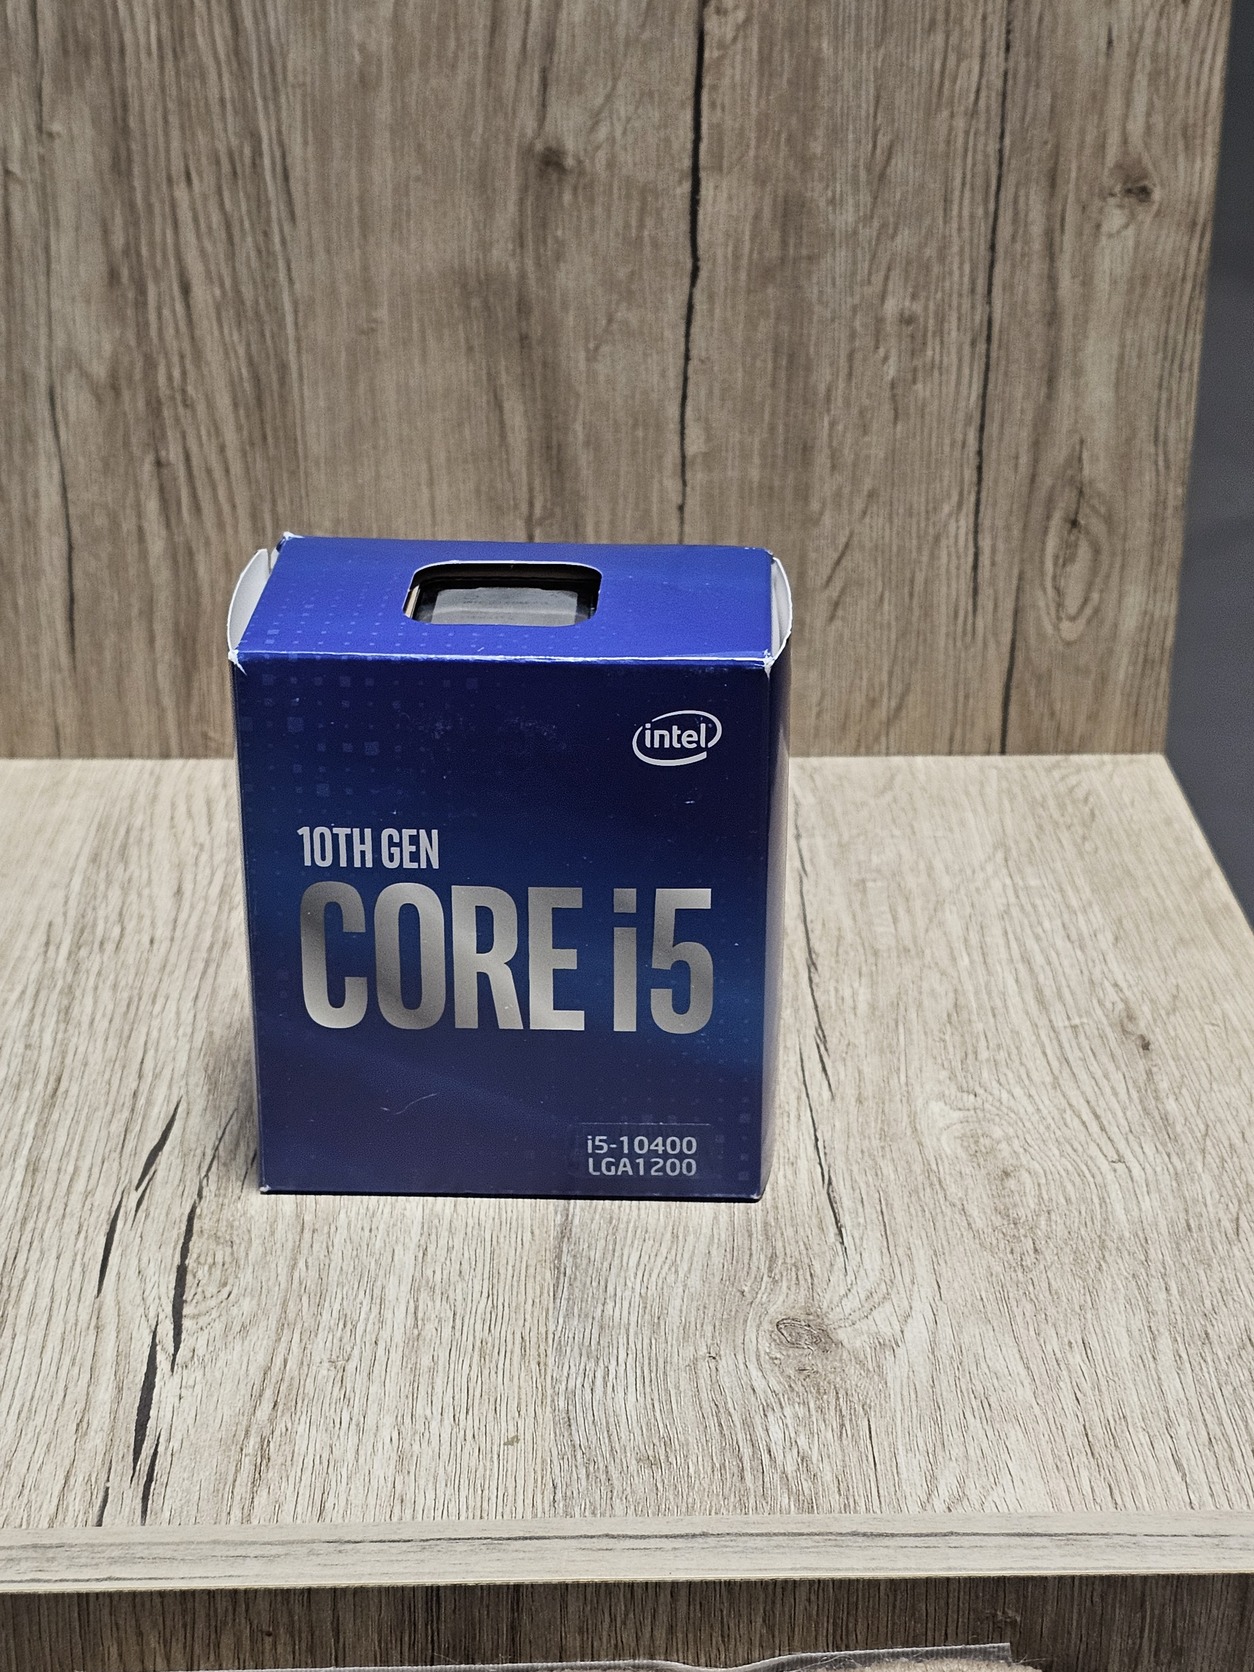 intel
10TH GEN
CORE i5
i5-10400
LGA1200